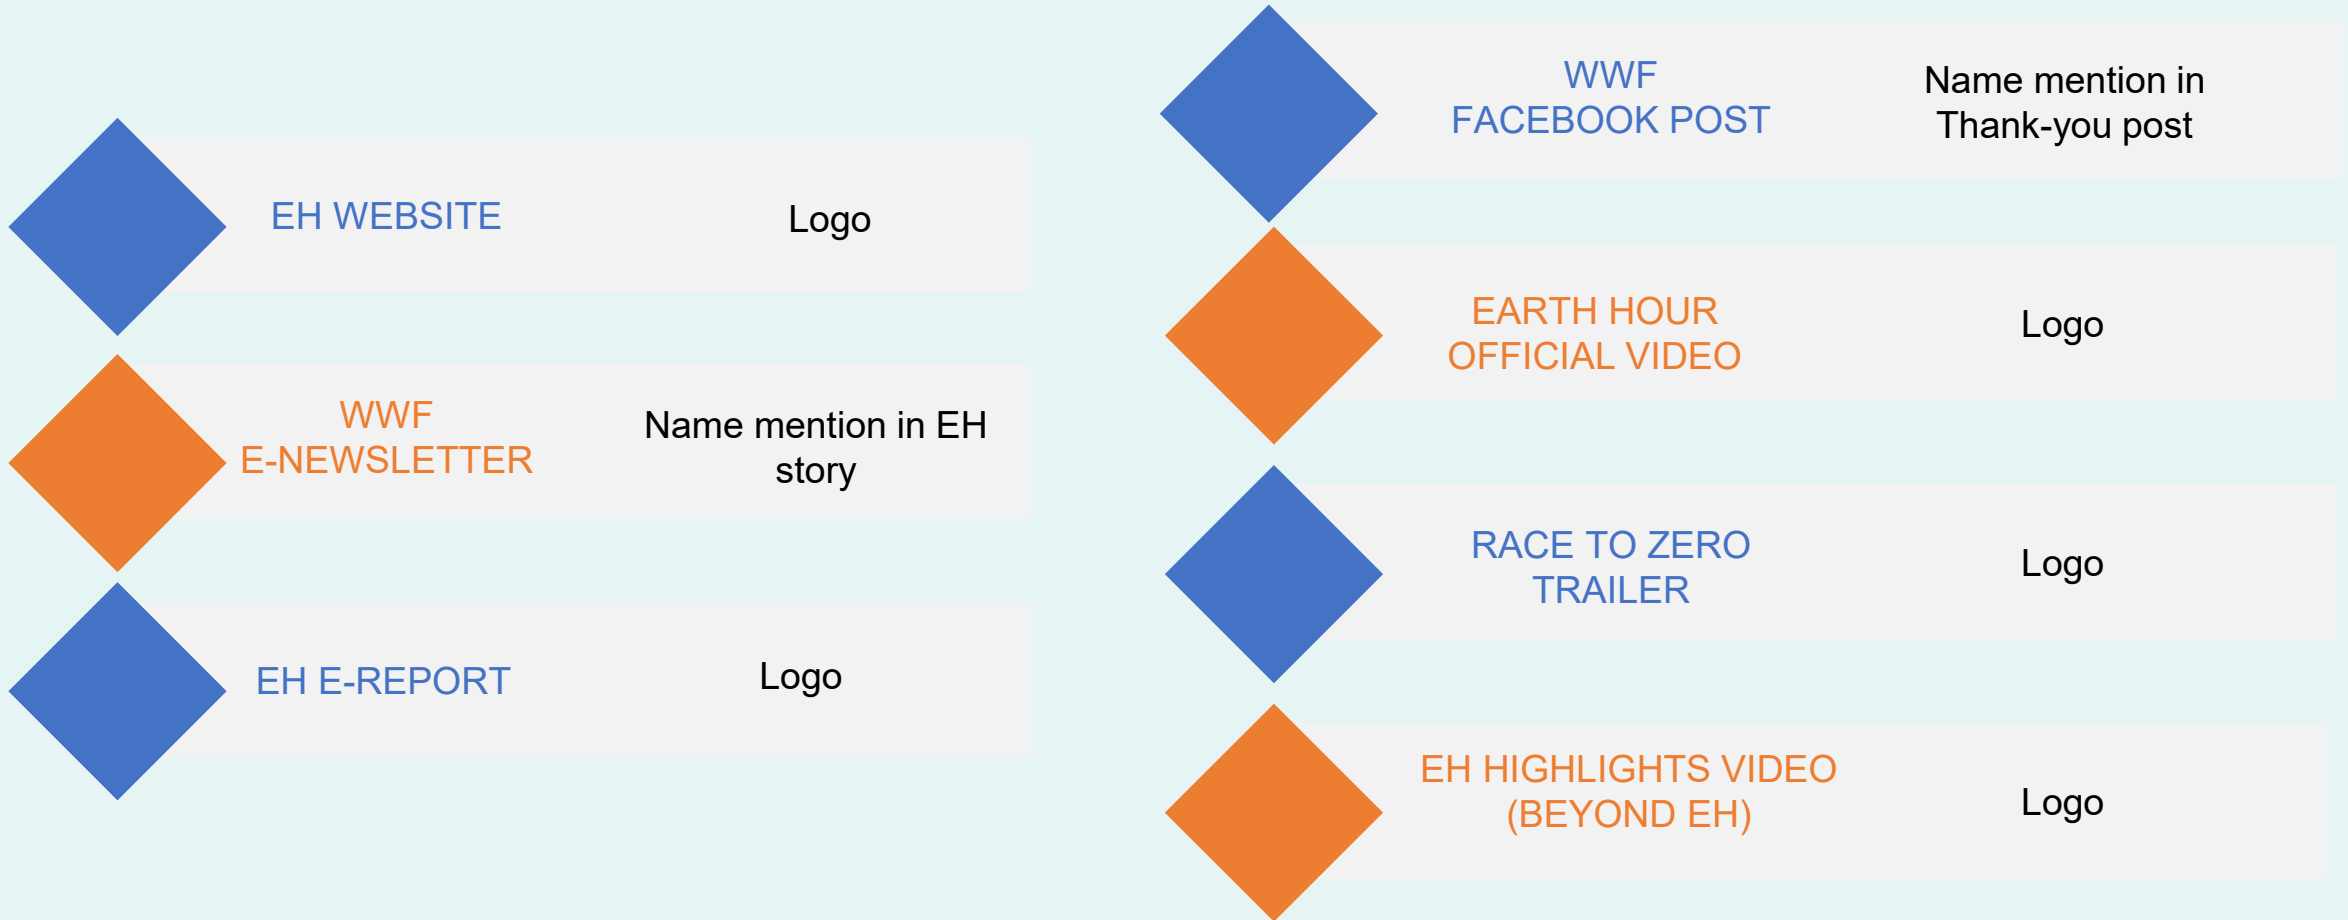 EH WEBSITE
Logo
WWF
E-NEWSLETTER
Name mention in EH
story
EH E-REPORT
Logo
WWF
FACEBOOK POST
Name mention in
Thank-you post
EARTH HOUR
OFFICIAL VIDEO
Logo
RACE TO ZERO
TRAILER
Logo
EH HIGHLIGHTS VIDEO
(BEYOND EH)
Logo